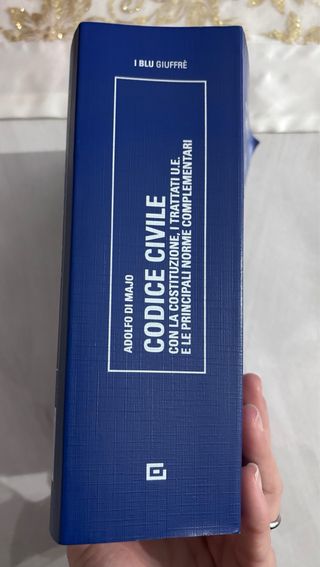 I BLU GIUFFRÈ
ADOLFO DI MAJO
CODICE CIVILE
CON LA COSTITUZIONE, I TRATTATI U.E.
E LE PRINCIPALI NORME COMPLEMENTARI